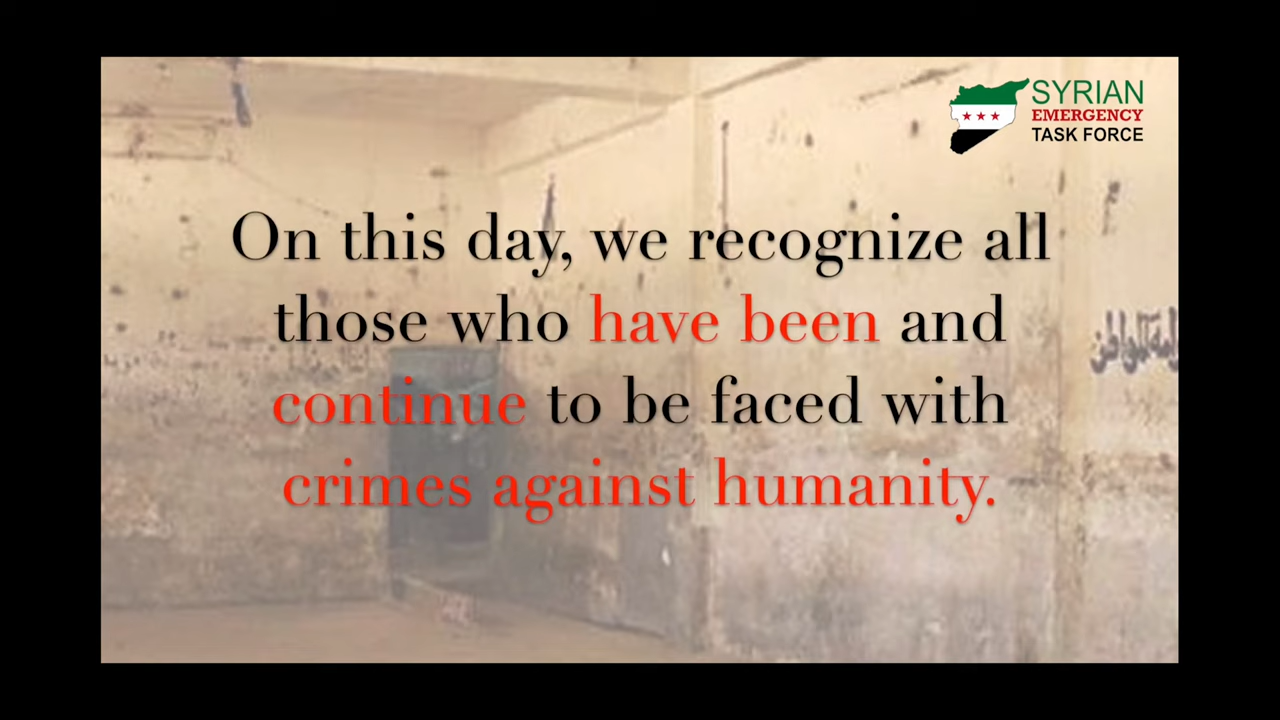 SYRIAN
EMERGENCY
TASK FORCE
On this day, we recognize all
those who have been and
continue to be faced with
crimes against humanity.